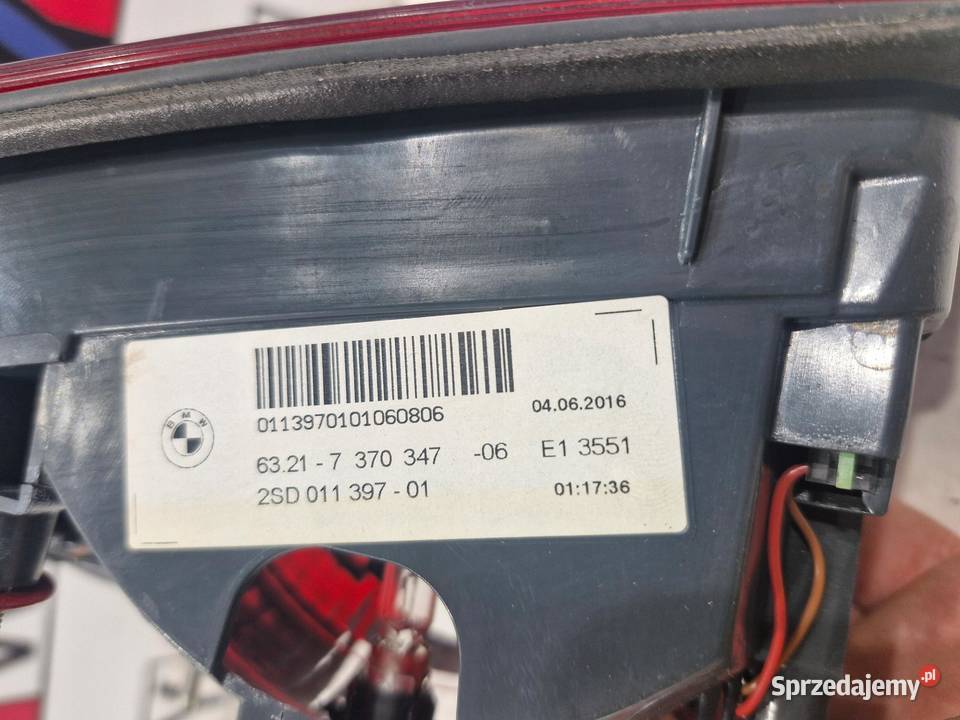 BMW
0113970101060806
04.06.2016
63.21 - 7 370 347 -06 E1 3551
2SD 011 397 - 01 01:17:36
Sprzedajemy.pl